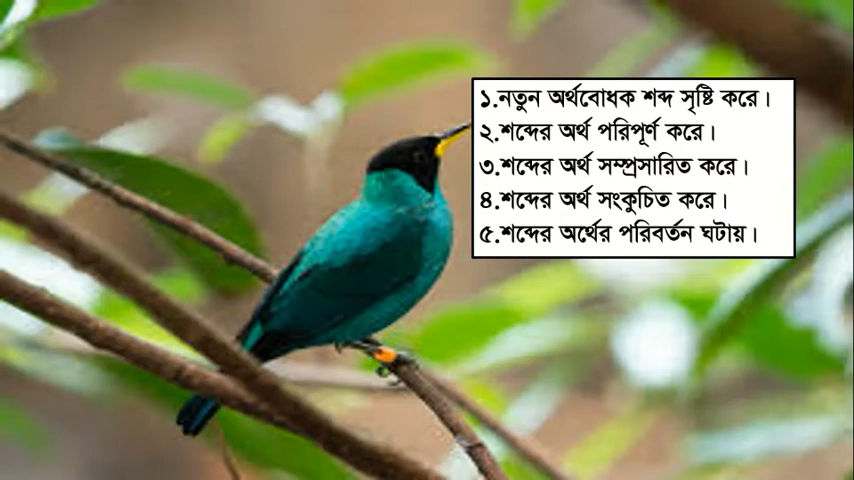 ১.নতুন অর্থবোধক শব্দ সৃষ্টি করে।
২.শব্দের অর্থ পরিপূর্ণ করে।
৩.শব্দের অর্থ সম্প্রসারিত করে।
৪.শব্দের অর্থ সংকুচিত করে।
৫.শব্দের অর্থের পরিবর্তন ঘটায়।